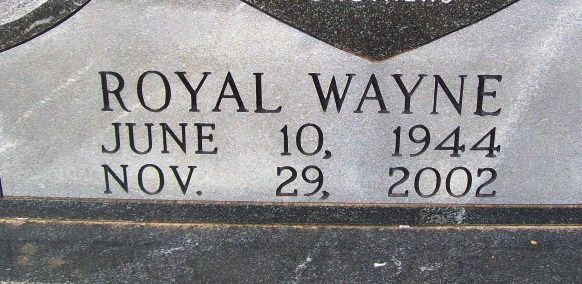 ROYAL WAYNE
JUNE 10, 1944
NOV. 29, 2002